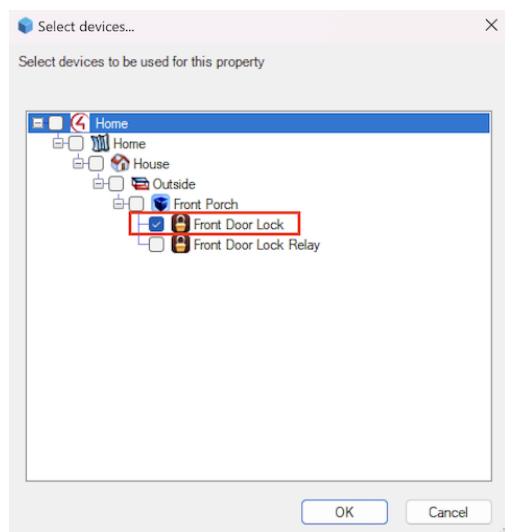 Select devices...
Select devices to be used for this property
Home
Home
House
Outside
Front Porch
Front Door Lock
Front Door Lock Relay
OK Cancel